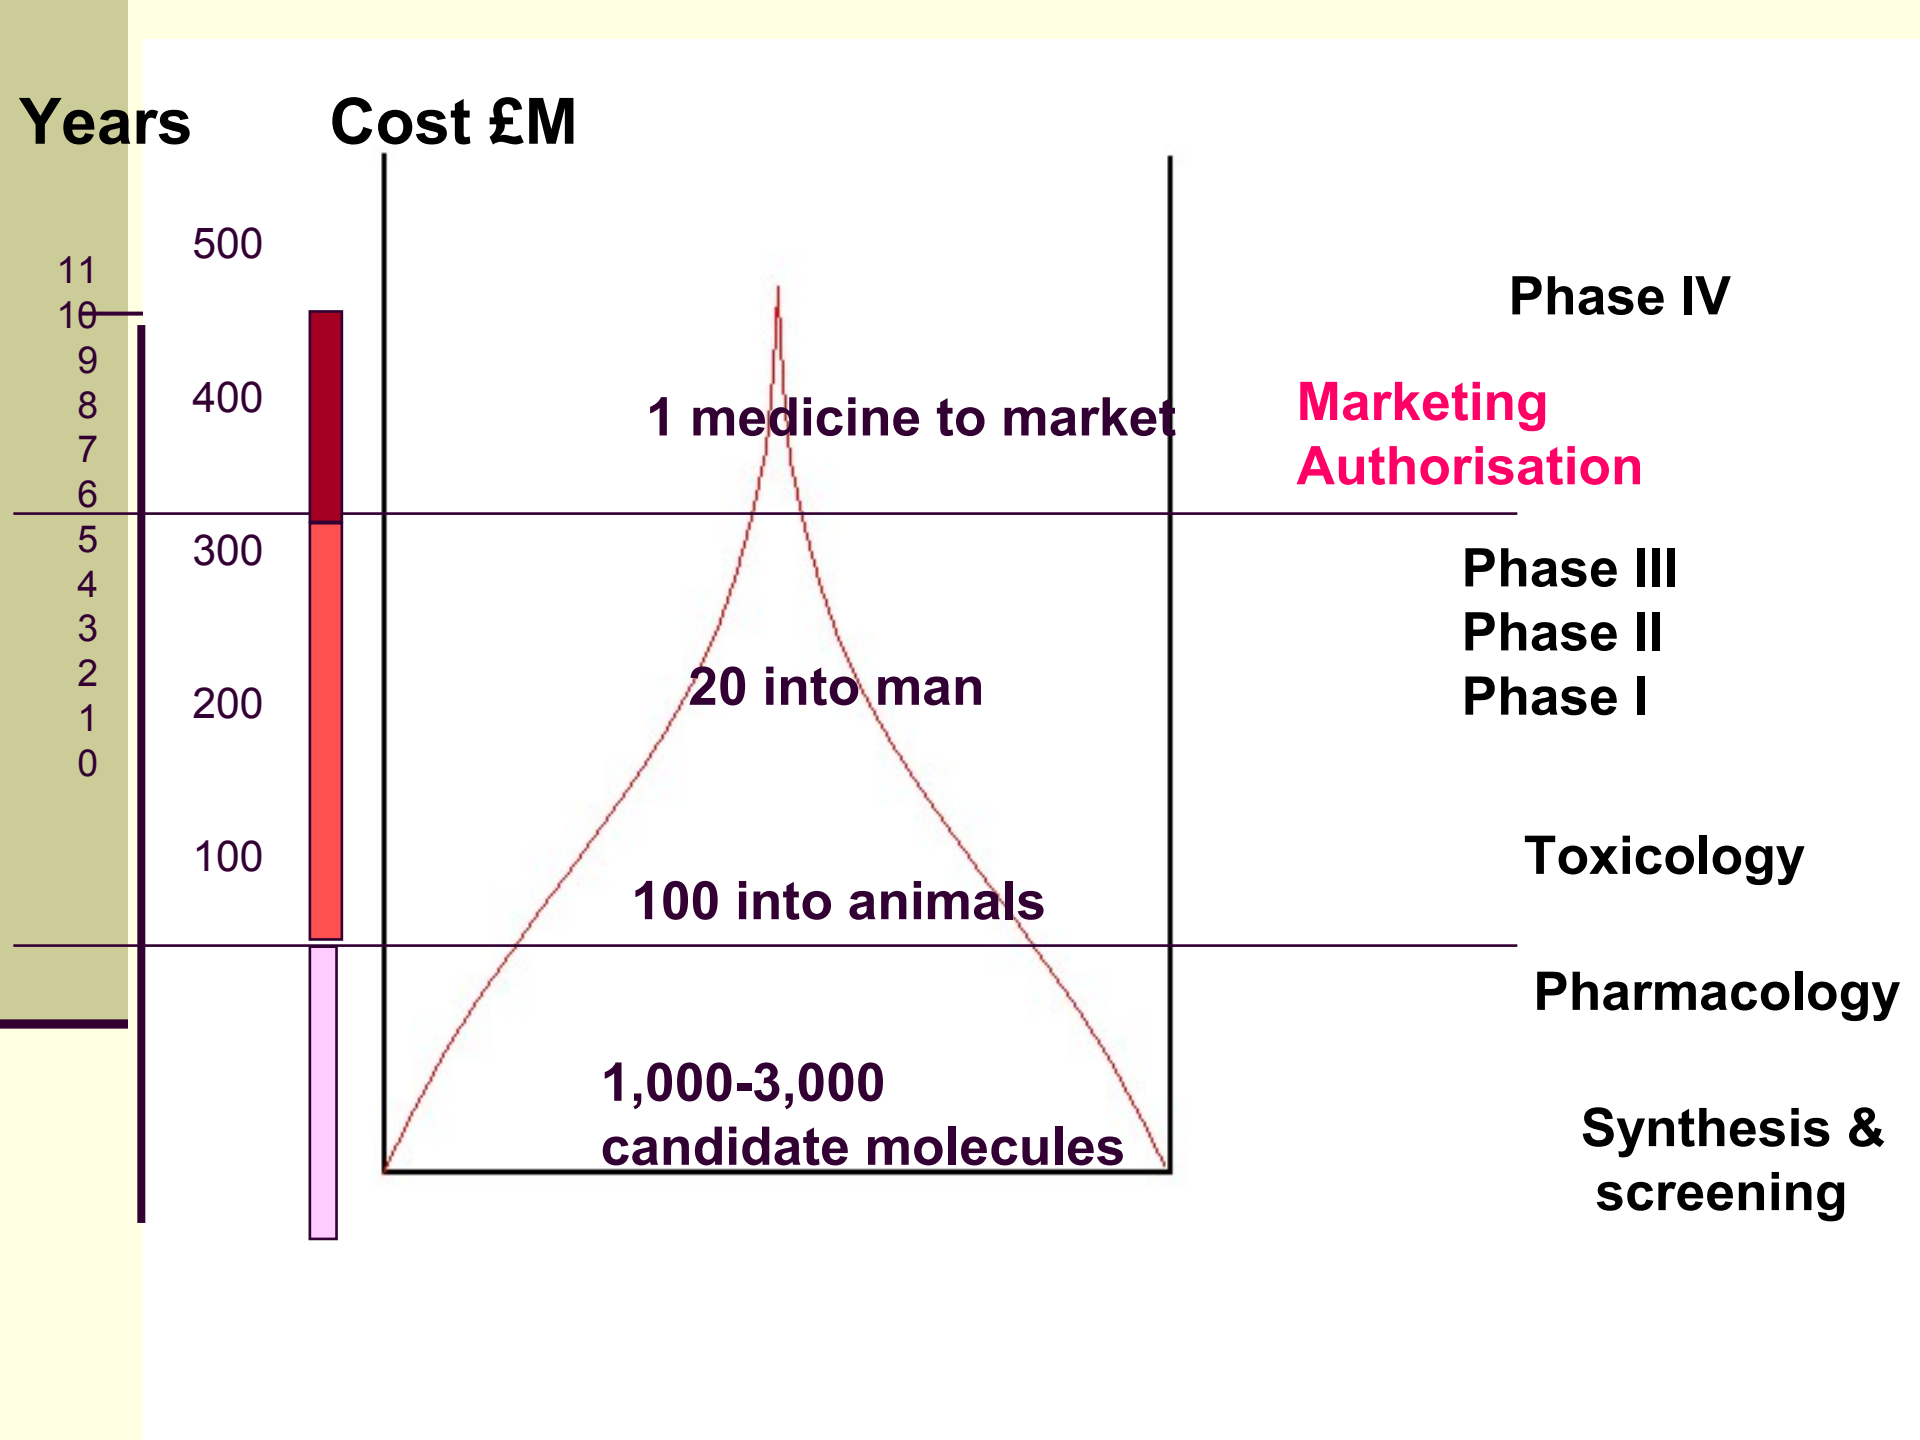 Years
Cost £M
11
10
9
8
7
6
5
4
3
2
1
0
500
400
300
200
100
1 medicine to market
20 into man
100 into animals
1,000-3,000
candidate molecules
Phase IV
Marketing
Authorisation
Phase III
Phase II
Phase I
Toxicology
Pharmacology
Synthesis &
screening